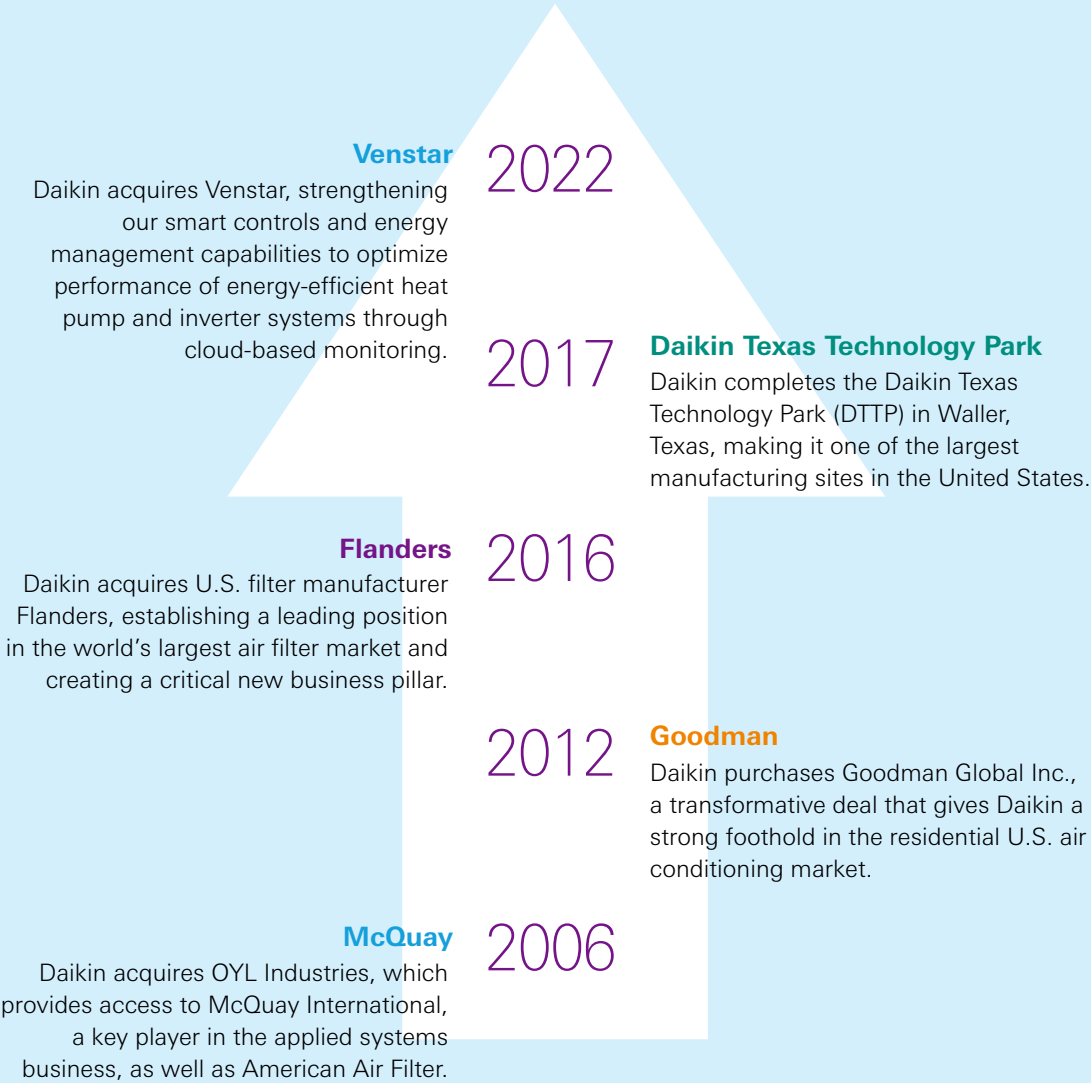 Venstar
2022
Daikin acquires Venstar, strengthening
our smart controls and energy
management capabilities to optimize
performance of energy-efficient heat
pump and inverter systems through
cloud-based monitoring.
2017
Daikin Texas Technology Park
Daikin completes the Daikin Texas
Technology Park (DTTP) in Waller,
Texas, making it one of the largest
manufacturing sites in the United States.
Flanders
2016
Daikin acquires U.S. filter manufacturer
Flanders, establishing a leading position
in the world’s largest air filter market and
creating a critical new business pillar.
2012
Goodman
Daikin purchases Goodman Global Inc.,
a transformative deal that gives Daikin a
strong foothold in the residential U.S. air
conditioning market.
McQuay
2006
Daikin acquires OYL Industries, which
provides access to McQuay International,
a key player in the applied systems
business, as well as American Air Filter.